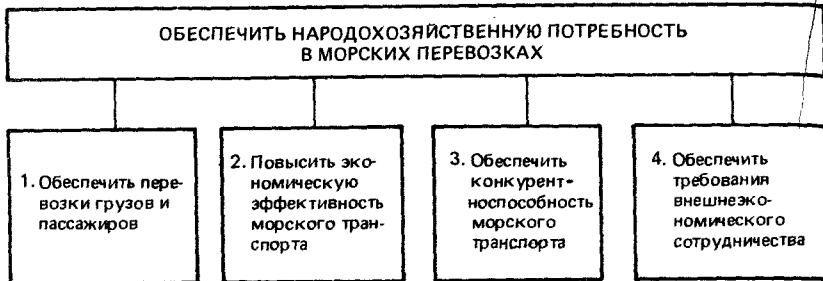 ОБЕСПЕЧИТЬ НАРОДОХОЗЯЙСТВЕННУЮ ПОТРЕБНОСТЬ
В МОРСКИХ ПЕРЕВОЗКАХ
1. Обеспечить пере-
возки грузов и
пассажиров
2. Повысить эко-
номическую
эффективность
морского тран-
спорта
3. Обеспечить
конкурент-
носпособность
морского
транспорта
4. Обеспечить
требования
внешнеэко-
номического
сотрудничества